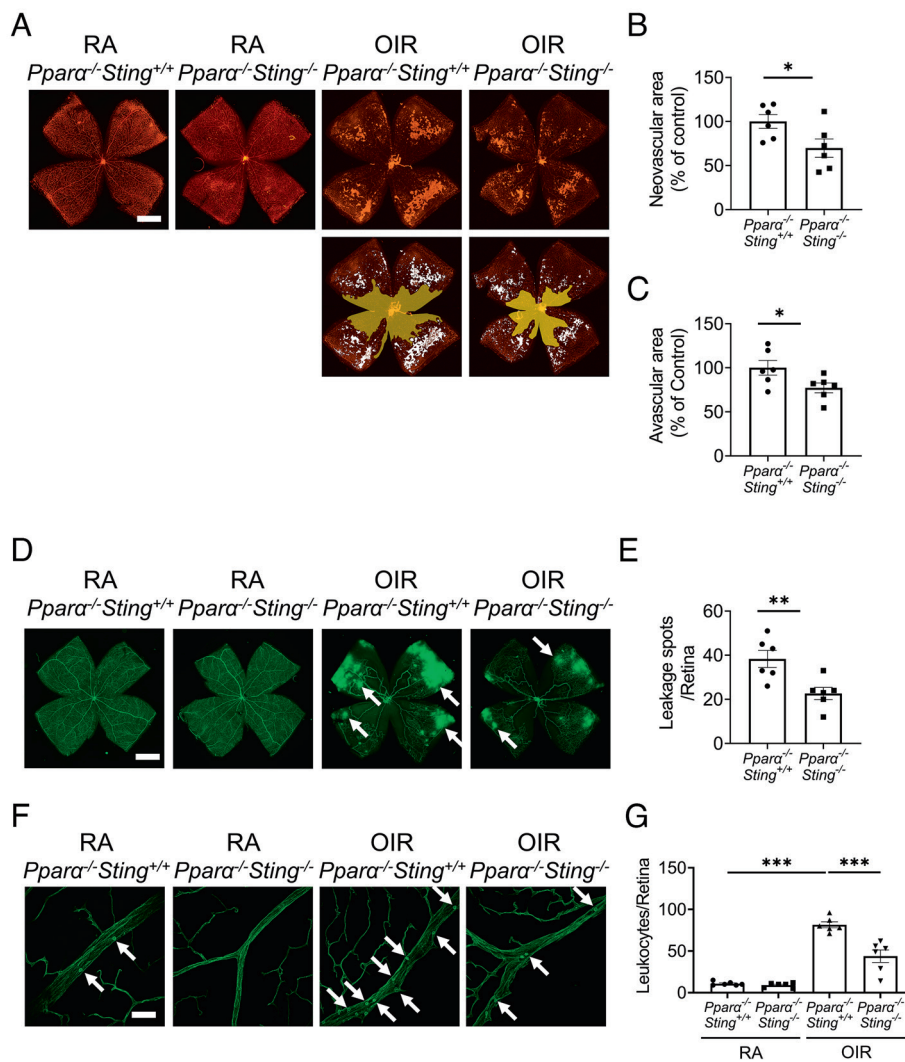 A
RA
RA
OIR
OIR
Pparα-/-Sting+/+
Pparα-/-Sting-/-
Pparα-/-Sting+/+
Pparα-/-Sting-/-
B
Neovascular area
(% of control)
150
100
50
0
*
Pparα-/-
Sting+/+
Pparα-/-
Sting-/-
C
Avascular area
(% of Control)
150
100
50
0
*
Pparα-/-
Sting+/+
Pparα-/-
Sting-/-
D
RA
RA
OIR
OIR
Pparα-/-Sting+/+
Pparα-/-Sting-/-
Pparα-/-Sting+/+
Pparα-/-Sting-/-
E
Leakage spots
/Retina
60
40
20
0
**
Pparα-/-
Sting+/+
Pparα-/-
Sting-/-
F
RA
RA
OIR
OIR
Pparα-/-Sting+/+
Pparα-/-Sting-/-
Pparα-/-Sting+/+
Pparα-/-Sting-/-
G
Leukocytes/Retina
150
100
50
0
***
***
Pparα-/-
Sting+/+
Pparα-/-
Sting-/-
Pparα-/-
Sting+/+
Pparα-/-
Sting-/-
RA
OIR